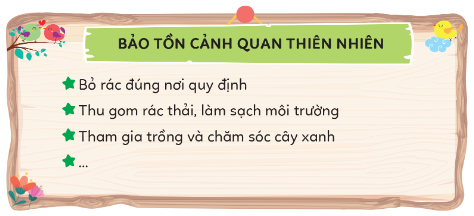 BẢO TỒN CẢNH QUAN THIÊN NHIÊN
Bỏ rác đúng nơi quy định
Thu gom rác thải, làm sạch môi trường
Tham gia trồng và chăm sóc cây xanh
...